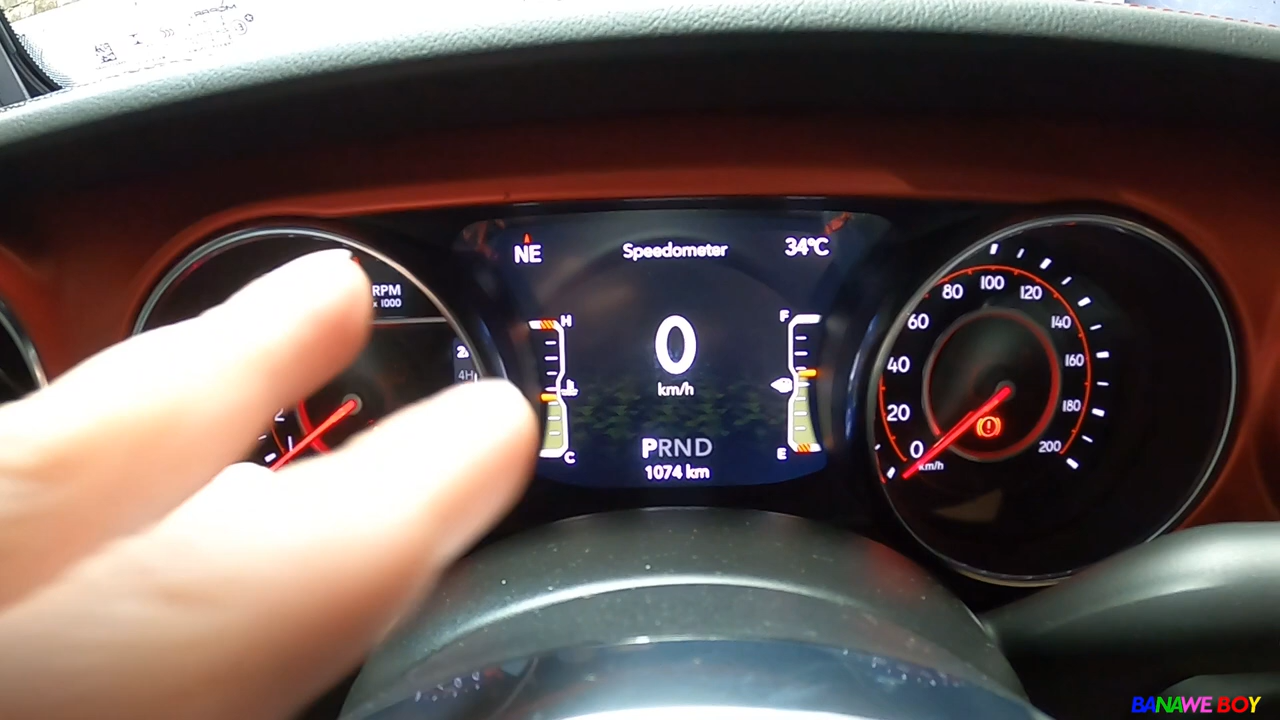 NE
Speedometer
34°C
RPM
x 1000
H
F
0
km/h
C
E
PRND
1074 km
4H
0
20
40
60
80
100
120
140
160
180
200
km/h
BANAWE BOY